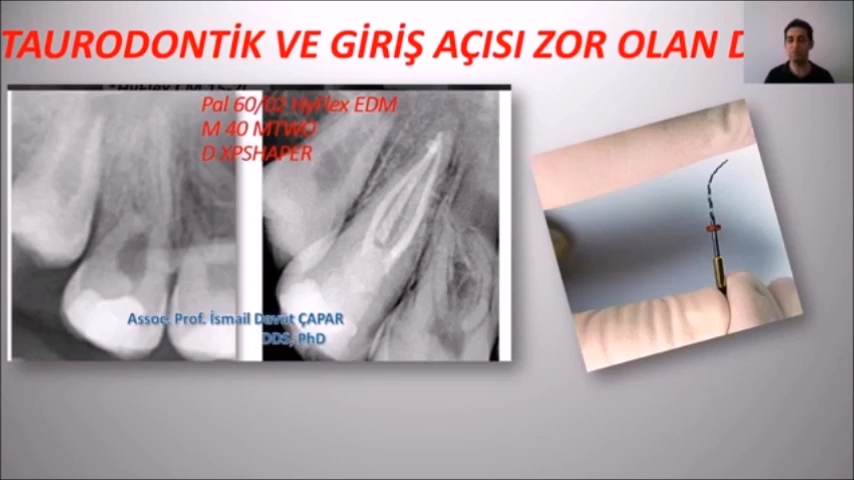 TAURODONTİK VE GİRİŞ AÇISI ZOR OLAN D
Pal 60/02 HyFlex EDM
M 40 MTWO
D XPSHAPER
Assoc. Prof. İsmail Davut ÇAPAR
DDS, PhD